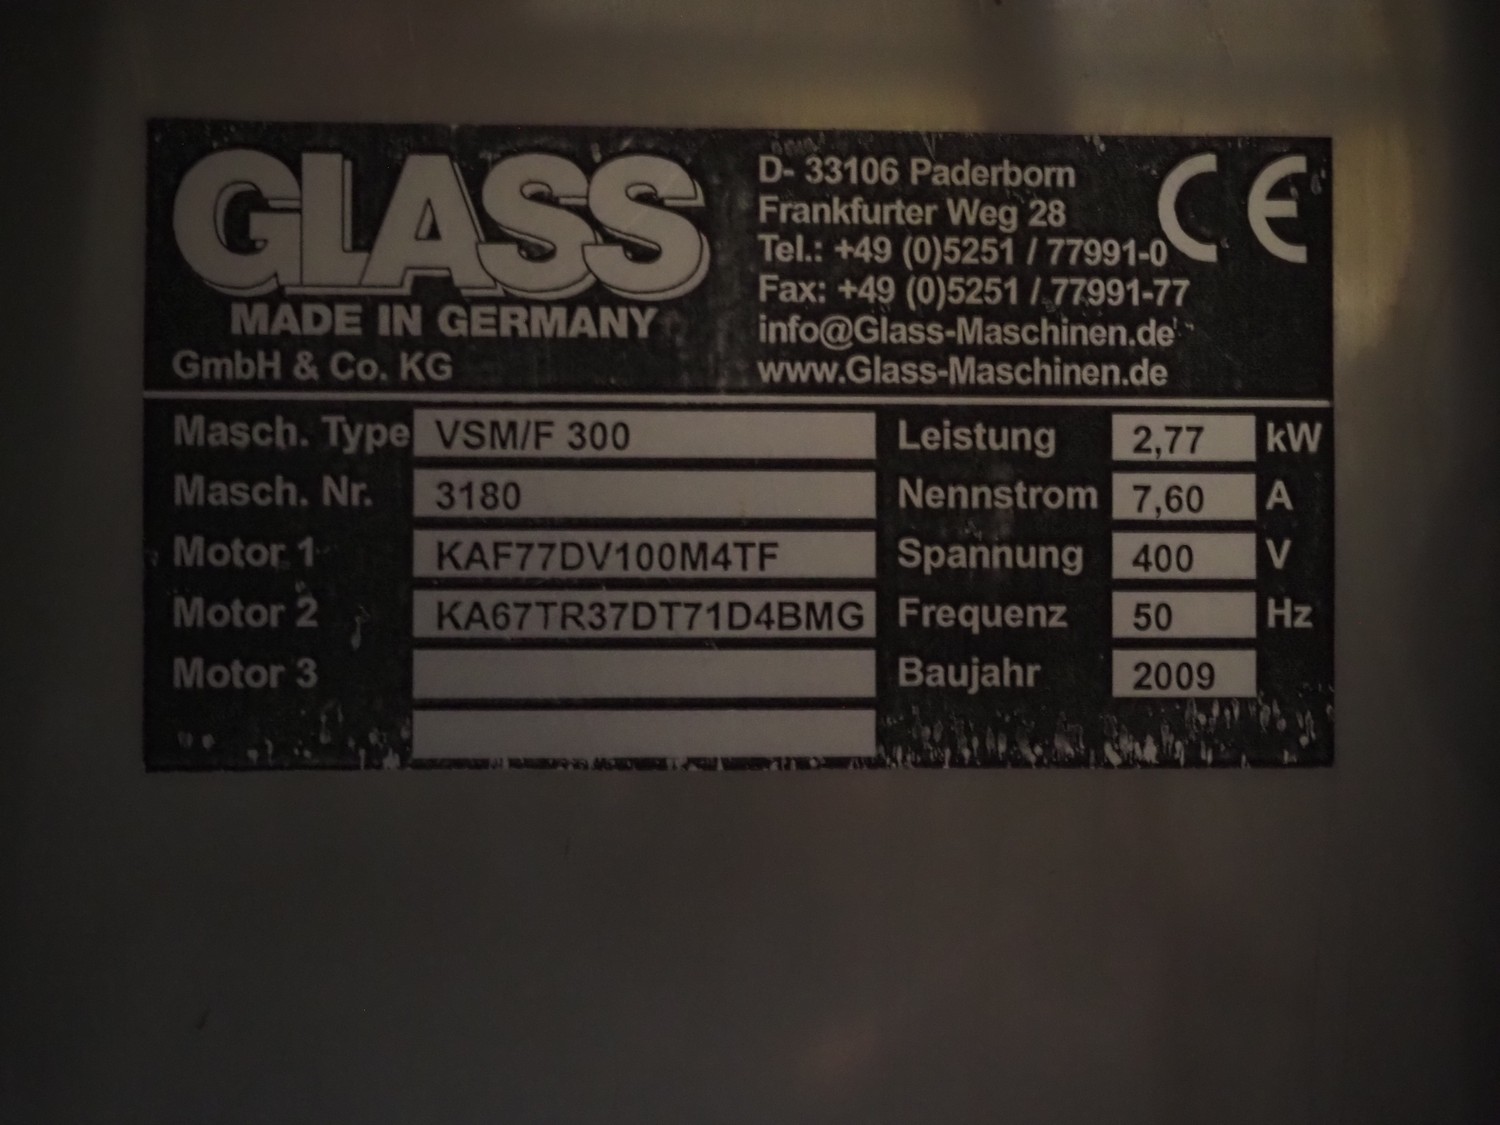 GLASS
MADE IN GERMANY
GmbH & Co. KG
D- 33106 Paderborn
Frankfurter Weg 28
Tel.: +49 (0)5251 / 77991-0
Fax: +49 (0)5251 / 77991-77
info@Glass-Maschinen.de
www.Glass-Maschinen.de
CE
Masch. Type VSM/F 300 Leistung 2,77 kW
Masch. Nr. 3180 Nennstrom 7,60 A
Motor 1 KAF77DV100M4TF Spannung 400 V
Motor 2 KA67TR37DT71D4BMG Frequenz 50 Hz
Motor 3 Baujahr 2009